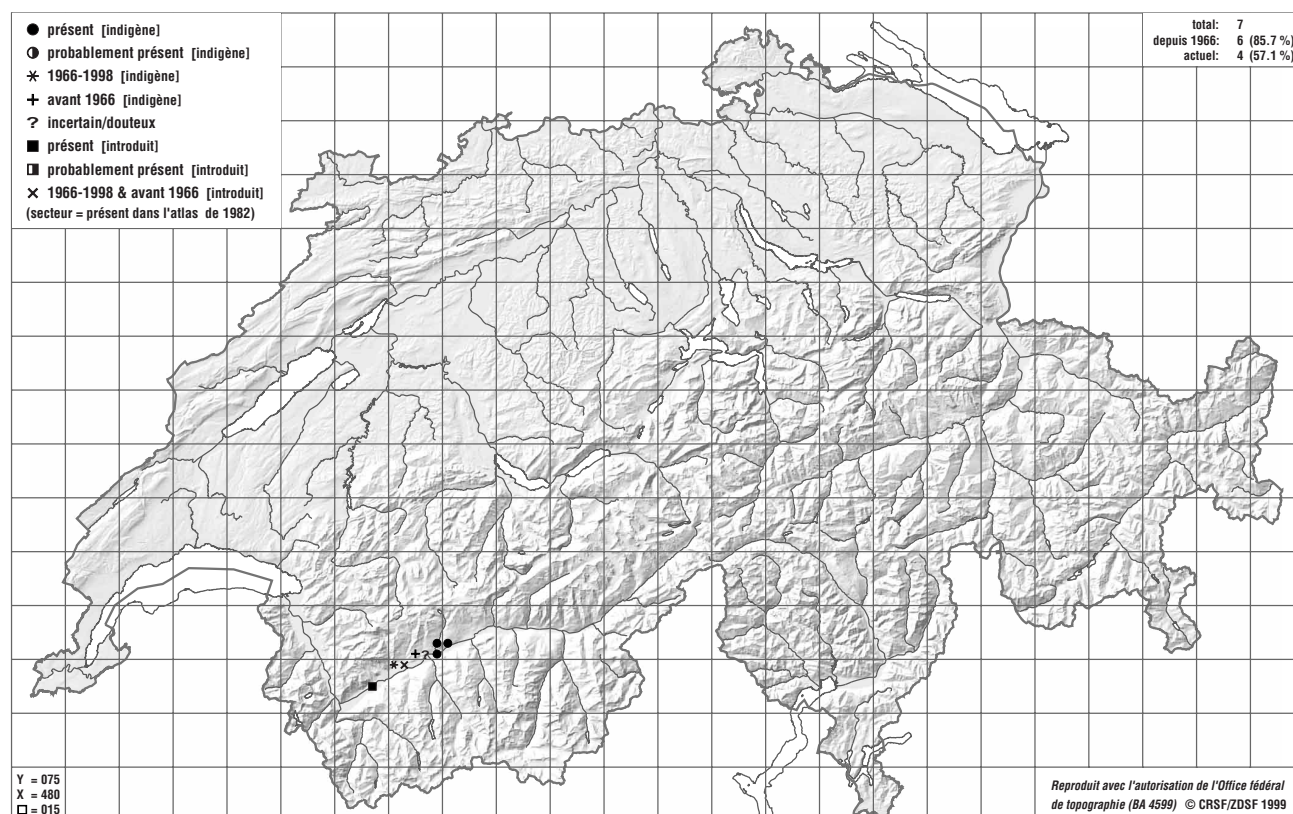 ● présent [indigène]
◑ probablement présent [indigène]
∗ 1966-1998 [indigène]
+ avant 1966 [indigène]
? incertain/douteux
■ présent [introduit]
◨ probablement présent [introduit]
× 1966-1998 & avant 1966 [introduit]
(secteur = présent dans l'atlas de 1982)
total: 7
depuis 1966: 6 (85.7 %)
actuel: 4 (57.1 %)
Y = 075
X = 480
□ = 015
Reproduit avec l'autorisation de l'Office fédéral
de topographie (BA 4599) © CRSF/ZDSF 1999